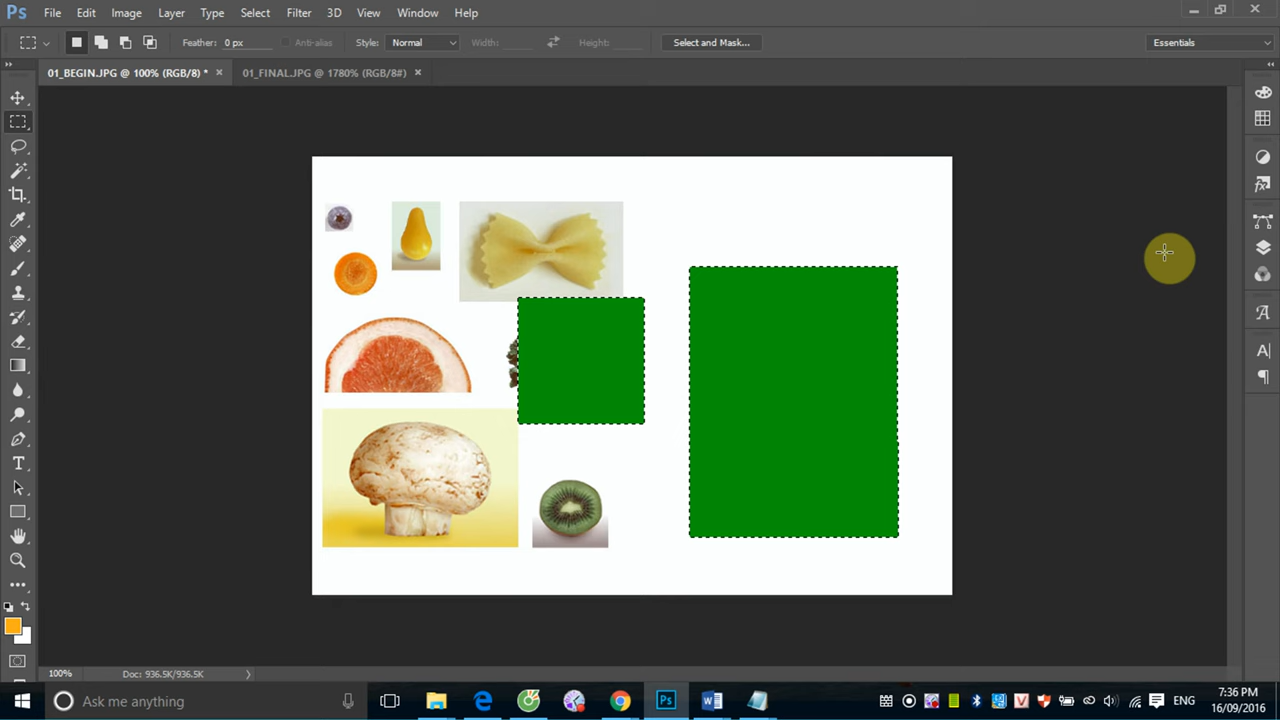 Ps File Edit Image Layer Type Select Filter 3D View Window Help
Feather: 0 px Anti-alias Style: Normal Width: Height: Select and Mask... Essentials
01_BEGIN.JPG @ 100% (RGB/8) * × 01_FINAL.JPG @ 1780% (RGB/8#) ×
100% Doc: 936.5K/936.5K
Ask me anything
ENG
7:36 PM
16/09/2016